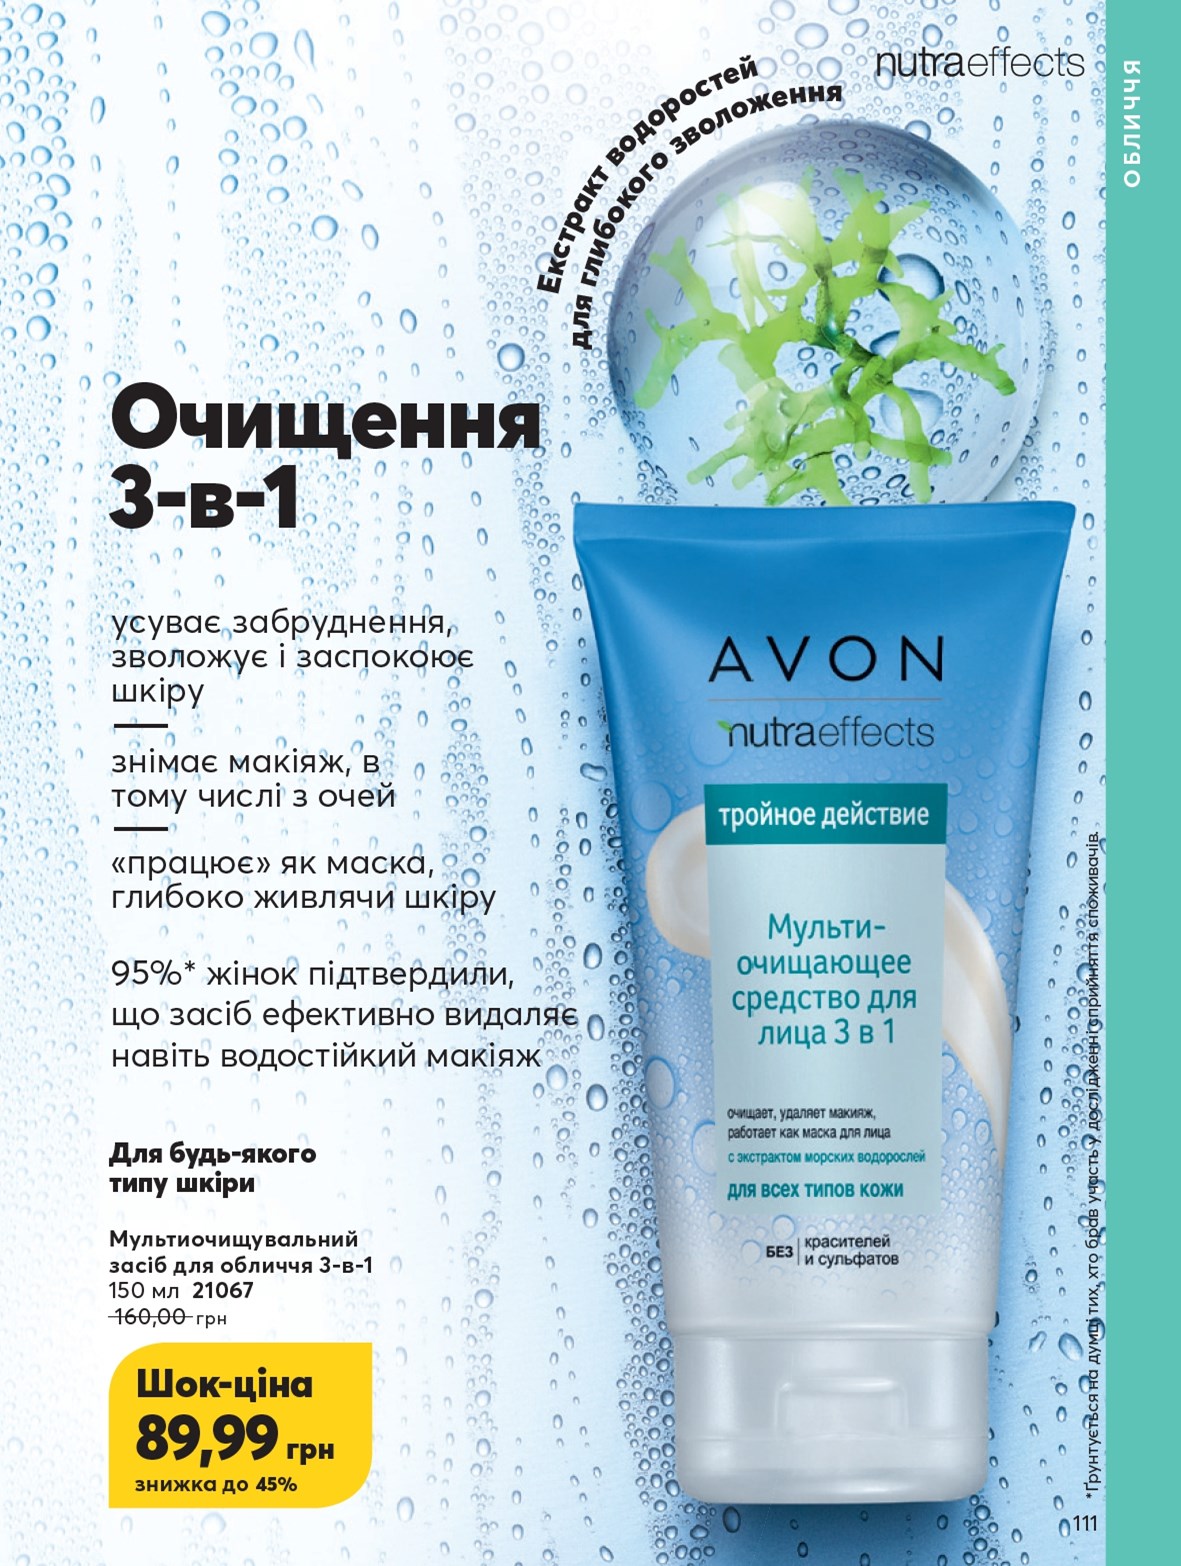 nutraeffects
ОБЛИЧЧЯ
Екстракт водоростей
для глибокого зволоження
Очищення
3-в-1
усуває забруднення,
зволожує і заспокоює
шкіру
знімає макіяж, в
тому числі з очей
«працює» як маска,
глибоко живлячи шкіру
95%* жінок підтвердили,
що засіб ефективно видаляє
навіть водостійкий макіяж
Для будь-якого
типу шкіри
Мультиочищувальний
засіб для обличчя 3-в-1
150 мл 21067
160,00 грн
Шок-ціна
89,99 грн
знижка до 45%
AVON
nutraeffects
тройное действие
Мульти-
очищающее
средство для
лица 3 в 1
очищает, удаляет макияж,
работает как маска для лица
с экстрактом морских водорослей
для всех типов кожи
БЕЗ красителей
и сульфатов
*Ґрунтується на думці тих, хто брав участь у дослідженні сприйняття споживачів.
111